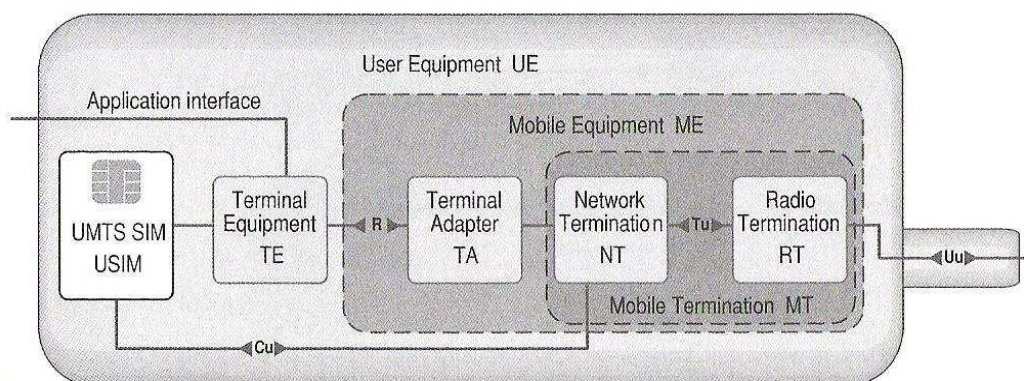 User Equipment UE
Application interface
Mobile Equipment ME
UMTS SIM
USIM
Terminal
Equipment
TE
R
Terminal
Adapter
TA
Network
Termination
NT
Tu
Radio
Termination
RT
Uu
Mobile Termination MT
Cu